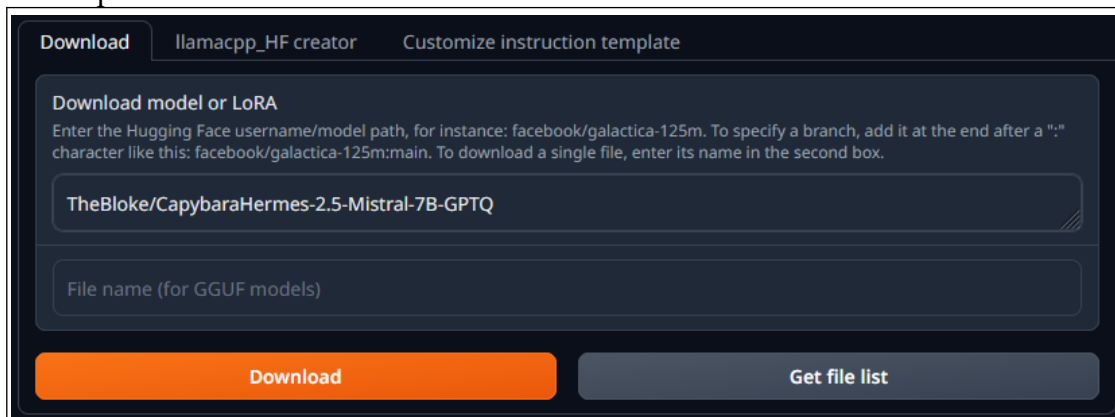 Download llamacpp_HF creator Customize instruction template
Download model or LoRA
Enter the Hugging Face username/model path, for instance: facebook/galactica-125m. To specify a branch, add it at the end after a ":"
character like this: facebook/galactica-125m:main. To download a single file, enter its name in the second box.
TheBloke/CapybaraHermes-2.5-Mistral-7B-GPTQ
File name (for GGUF models)
Download Get file list